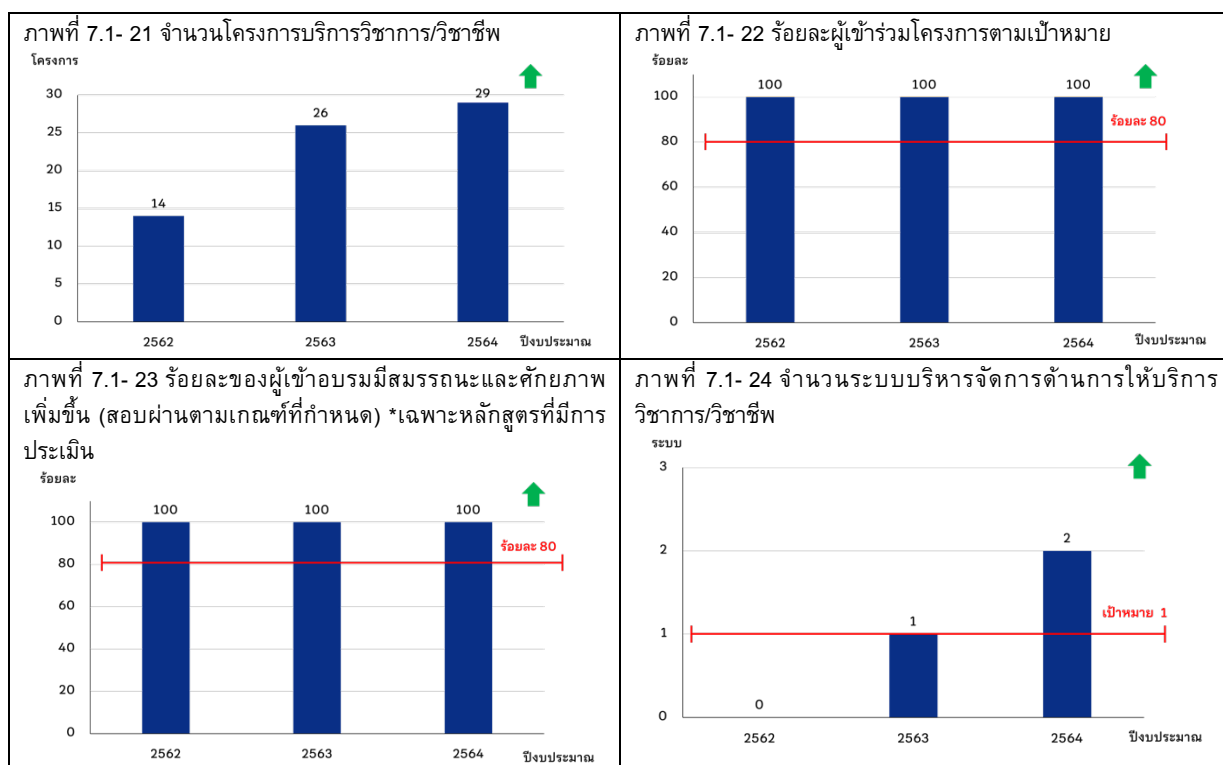 ภาพที่ 7.1- 21 จำนวนโครงการบริการวิชาการ/วิชาชีพ
โครงการ
30
25
20
15
10
5
0
14
26
29
2562
2563
2564
ปีงบประมาณ
ภาพที่ 7.1- 22 ร้อยละผู้เข้าร่วมโครงการตามเป้าหมาย
ร้อยละ
100
80
60
40
20
0
100
100
100
ร้อยละ 80
2562
2563
2564
ปีงบประมาณ
ภาพที่ 7.1- 23 ร้อยละของผู้เข้าอบรมมีสมรรถนะและศักยภาพ
เพิ่มขึ้น (สอบผ่านตามเกณฑ์ที่กำหนด) *เฉพาะหลักสูตรที่มีการ
ประเมิน
ร้อยละ
100
80
60
40
20
0
100
100
100
ร้อยละ 80
2562
2563
2564
ปีงบประมาณ
ภาพที่ 7.1- 24 จำนวนระบบบริหารจัดการด้านการให้บริการ
วิชาการ/วิชาชีพ
ระบบ
3
2
1
0
0
1
2
เป้าหมาย 1
2562
2563
2564
ปีงบประมาณ